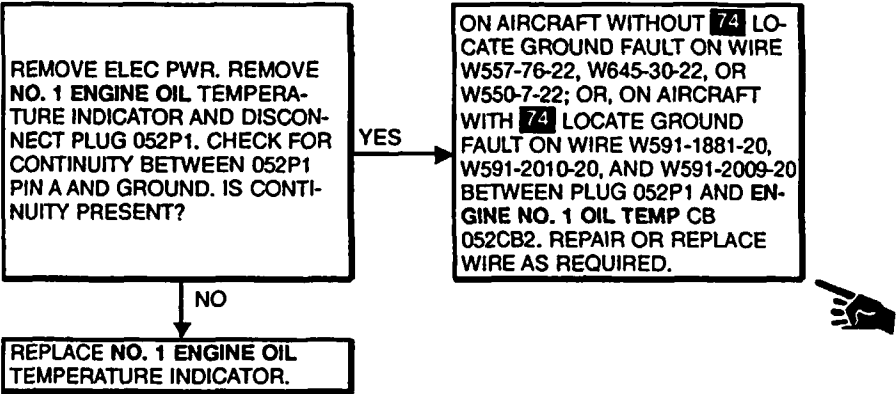 REMOVE ELEC PWR. REMOVE
NO. 1 ENGINE OIL TEMPERA-
TURE INDICATOR AND DISCON-
NECT PLUG 052P1. CHECK FOR
CONTINUITY BETWEEN 052P1
PIN A AND GROUND. IS CONTI-
NUITY PRESENT?
YES
ON AIRCRAFT WITHOUT 74 LO-
CATE GROUND FAULT ON WIRE
W557-76-22, W645-30-22, OR
W550-7-22; OR, ON AIRCRAFT
WITH 74 LOCATE GROUND
FAULT ON WIRE W591-1881-20,
W591-2010-20, AND W591-2009-20
BETWEEN PLUG 052P1 AND EN-
GINE NO. 1 OIL TEMP CB
052CB2. REPAIR OR REPLACE
WIRE AS REQUIRED.
NO
REPLACE NO. 1 ENGINE OIL
TEMPERATURE INDICATOR.